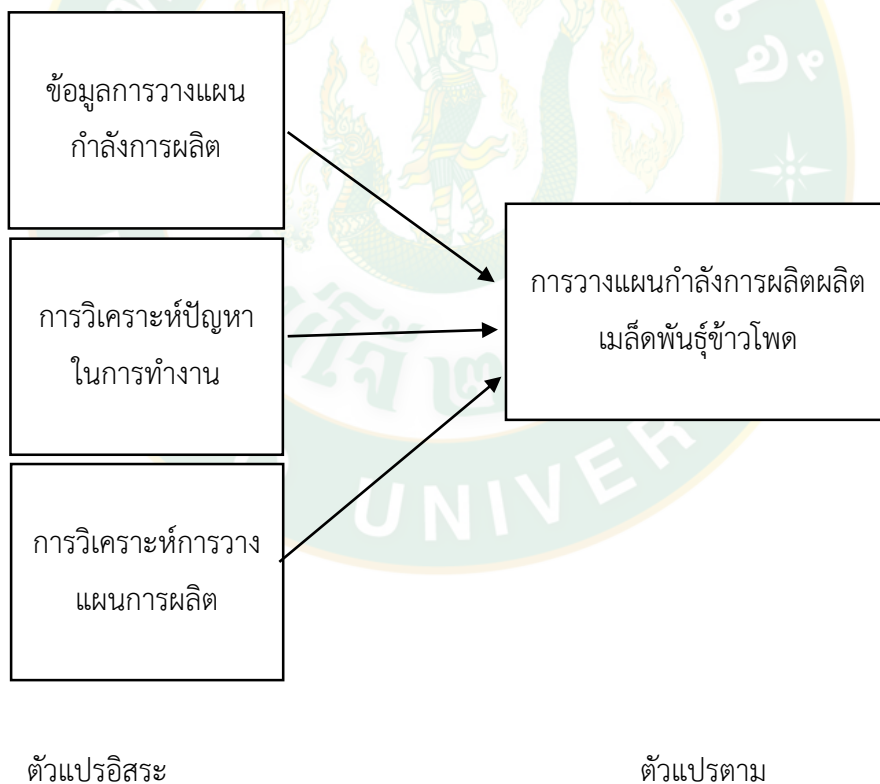 ข้อมูลการวางแผน
กำลังการผลิต
การวิเคราะห์ปัญหา
ในการทำงาน
การวิเคราะห์การวาง
แผนการผลิต
การวางแผนกำลังการผลิตผลิต
เมล็ดพันธุ์ข้าวโพด
UNIVER
ตัวแปรอิสระ
ตัวแปรตาม